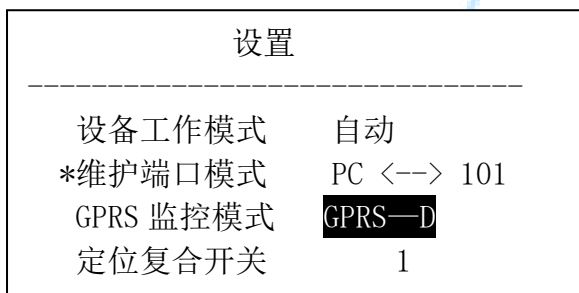 设置
--------------------------------
设备工作模式 自动
*维护端口模式 PC <--> 101
GPRS 监控模式 GPRS—D
定位复合开关 1